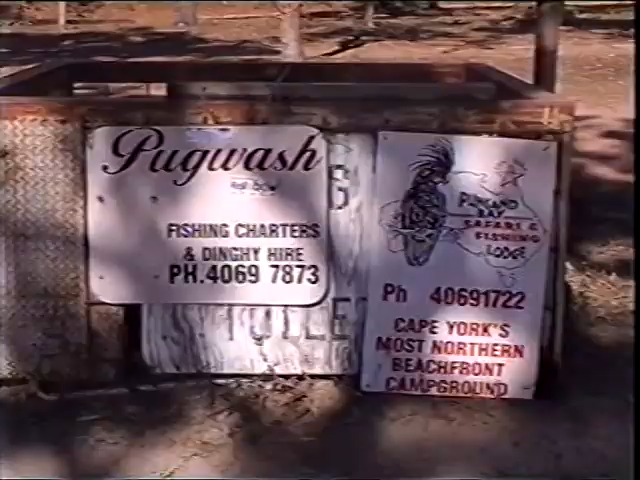 Pugwash
FISHING CHARTERS
& DINGHY HIRE
PH.4069 7873
PUNSAND
BAY
SAFARI &
FISHING
LODGE
Ph 40691722
CAPE YORK'S
MOST NORTHERN
BEACHFRONT
CAMPGROUND